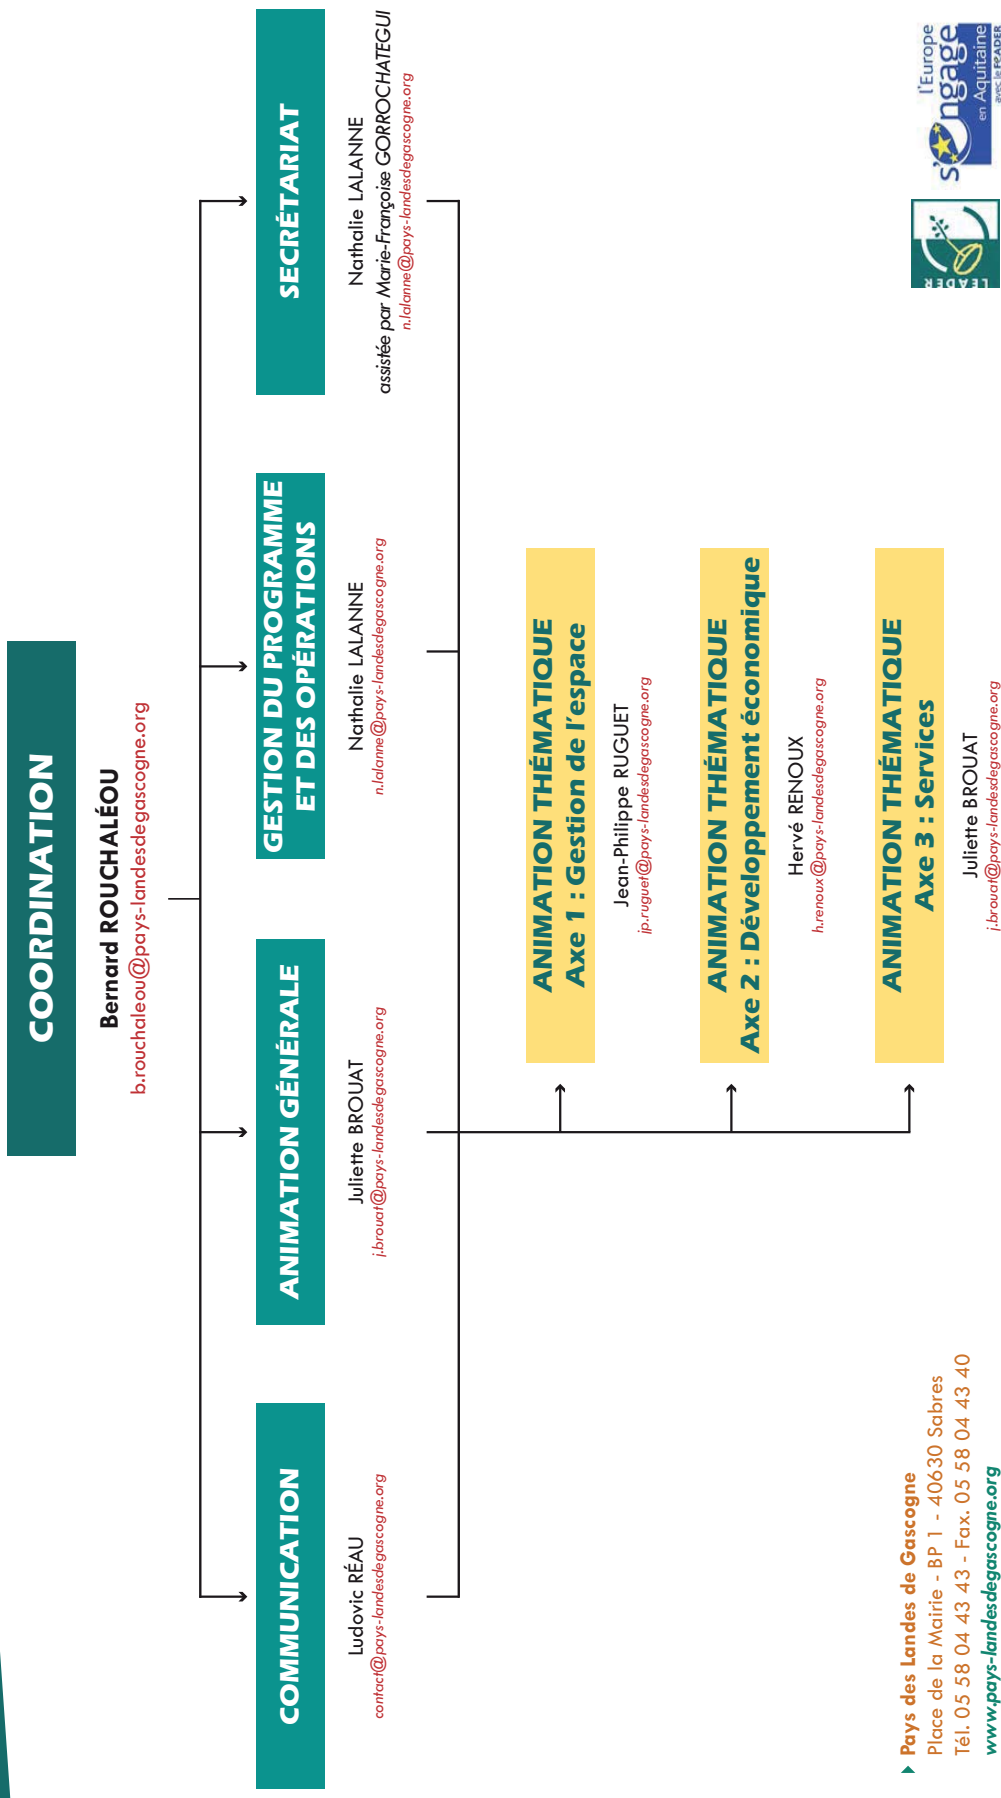 COORDINATION
Bernard ROUCHALÉOU
b.rouchaleou@pays-landesdegascogne.org
COMMUNICATION
Ludovic RÉAU
contact@pays-landesdegascogne.org
ANIMATION GÉNÉRALE
Juliette BROUAT
j.brouat@pays-landesdegascogne.org
GESTION DU PROGRAMME
ET DES OPÉRATIONS
Nathalie LALANNE
n.lalanne@pays-landesdegascogne.org
SECRÉTARIAT
Nathalie LALANNE
assistée par Marie-Françoise GORROCHATEGUI
n.lalanne@pays-landesdegascogne.org
ANIMATION THÉMATIQUE
Axe 1 : Gestion de l'espace
Jean-Philippe RUGUET
jp.ruguet@pays-landesdegascogne.org
ANIMATION THÉMATIQUE
Axe 2 : Développement économique
Hervé RENOUX
h.renoux@pays-landesdegascogne.org
ANIMATION THÉMATIQUE
Axe 3 : Services
Juliette BROUAT
j.brouat@pays-landesdegascogne.org
Pays des Landes de Gascogne
Place de la Mairie - BP 1 - 40630 Sabres
Tél. 05 58 04 43 43 - Fax. 05 58 04 43 40
www.pays-landesdegascogne.org
LEADER
l'Europe
s'engage
en Aquitaine
avec le FEADER